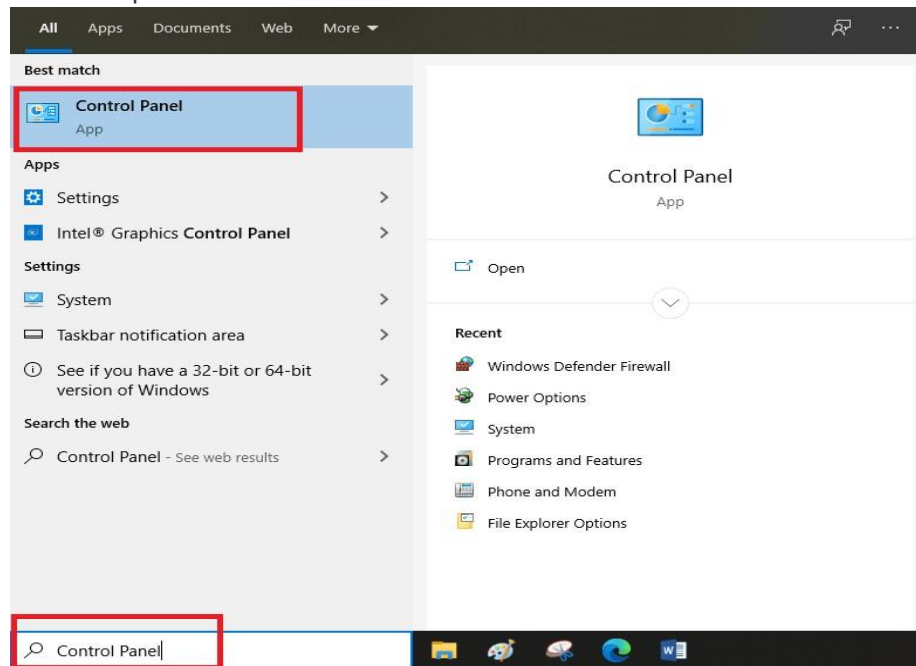 All Apps Documents Web More
Best match
Control Panel
App
Apps
Settings
Intel® Graphics Control Panel
Settings
System
Taskbar notification area
See if you have a 32-bit or 64-bit
version of Windows
Search the web
Control Panel - See web results
Control Panel
App
Open
Recent
Windows Defender Firewall
Power Options
System
Programs and Features
Phone and Modem
File Explorer Options
Control Panel